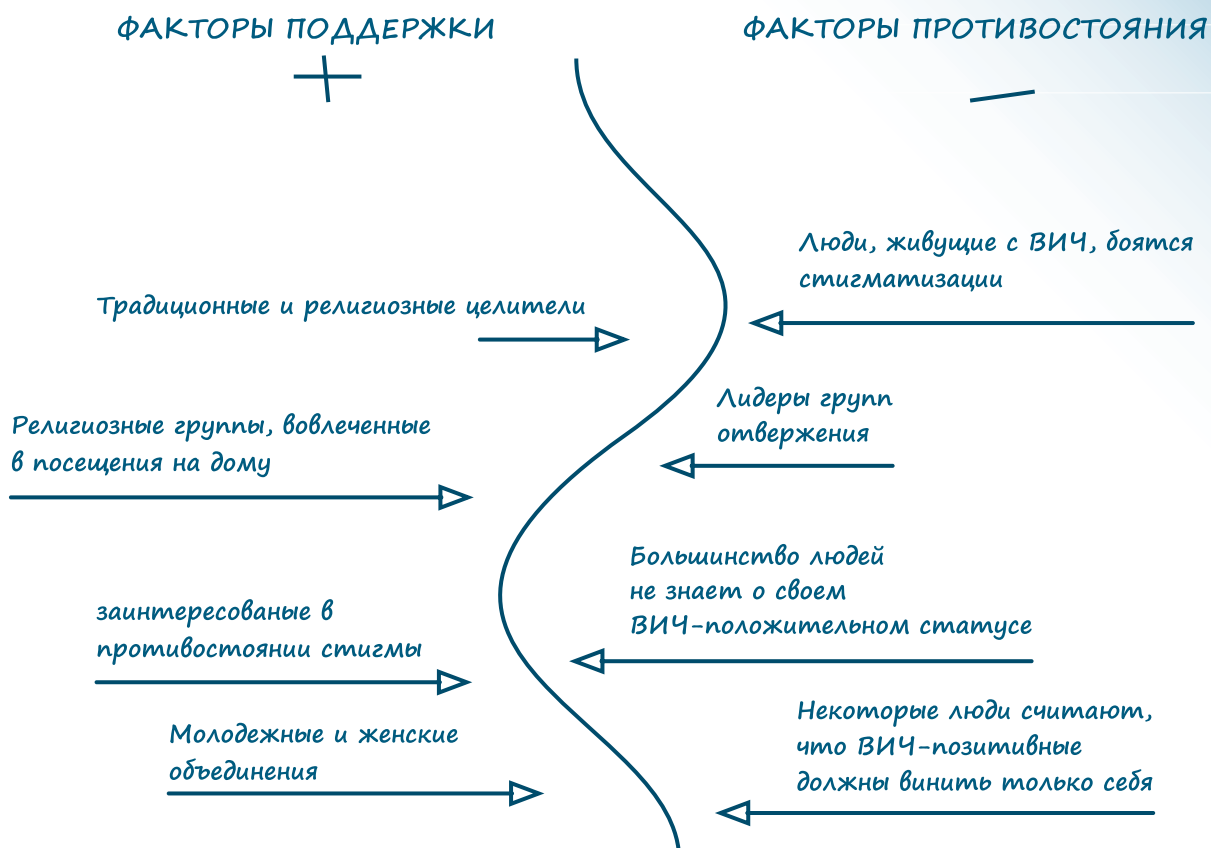 ФАКТОРЫ ПОДДЕРЖКИ
ФАКТОРЫ ПРОТИВОСТОЯНИЯ
Традиционные и религиозные целители
Религиозные группы, вовлеченные
в посещения на дому
заинтересованые в
противостоянии стигмы
Молодежные и женские
объединения
Люди, живущие с ВИЧ, боятся
стигматизации
Лидеры групп
отвержения
Большинство людей
не знает о своем
ВИЧ-положительном статусе
Некоторые люди считают,
что ВИЧ-позитивные
должны винить только себя